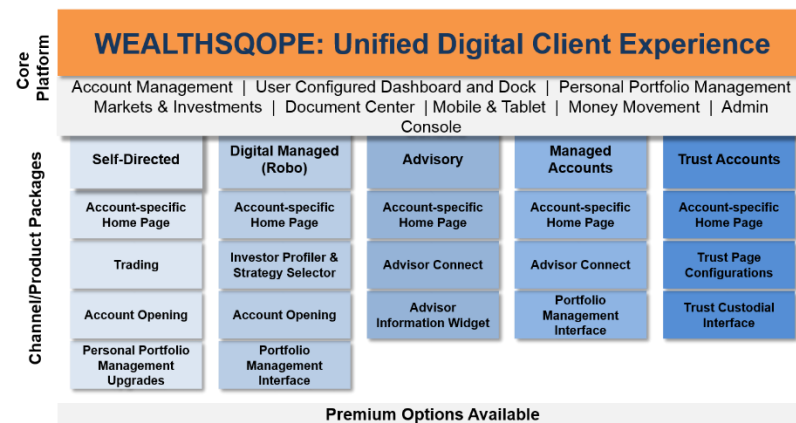 Core
Platform
WEALTHSQOPE: Unified Digital Client Experience
Account Management | User Configured Dashboard and Dock | Personal Portfolio Management
Markets & Investments | Document Center | Mobile & Tablet | Money Movement | Admin
Console
Channel/Product Packages
Self-Directed
Account-specific
Home Page
Trading
Account Opening
Personal Portfolio
Management
Upgrades
Digital Managed
(Robo)
Account-specific
Home Page
Investor Profiler &
Strategy Selector
Account Opening
Portfolio
Management
Interface
Advisory
Account-specific
Home Page
Advisor Connect
Advisor
Information Widget
Managed
Accounts
Account-specific
Home Page
Advisor Connect
Portfolio
Management
Interface
Trust Accounts
Account-specific
Home Page
Trust Page
Configurations
Trust Custodial
Interface
Premium Options Available